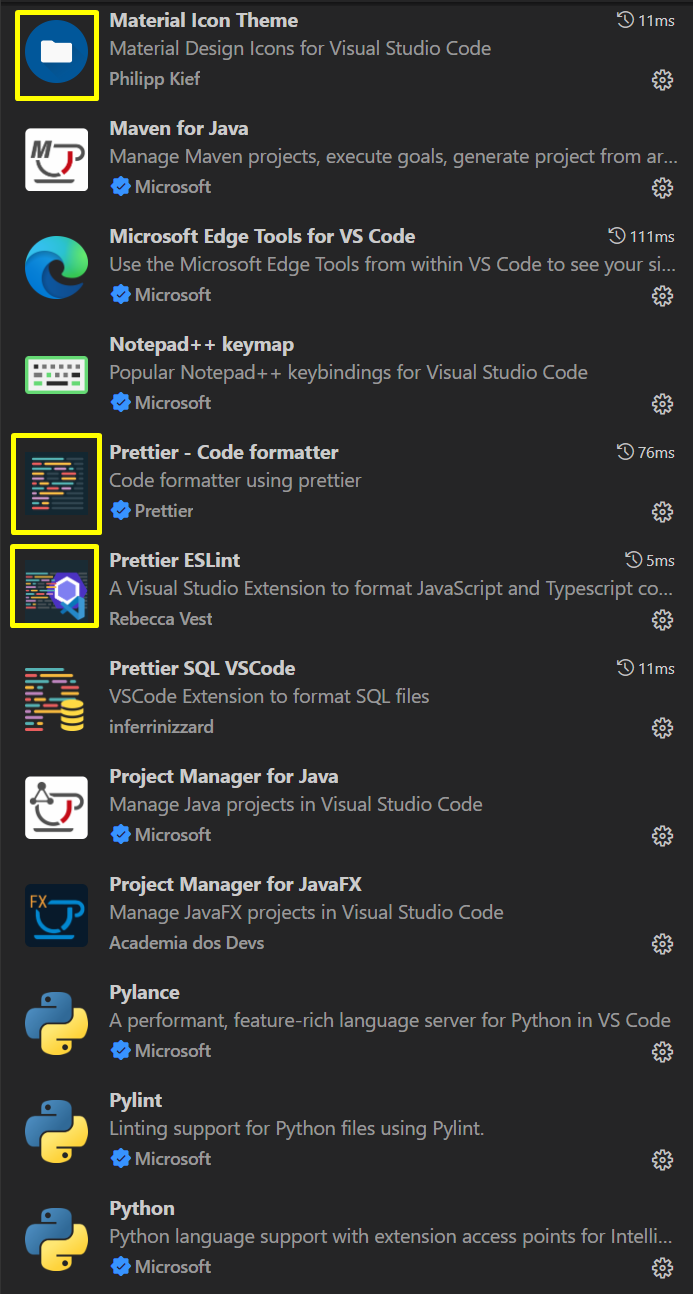 Material Icon Theme 11ms
Material Design Icons for Visual Studio Code
Philipp Kief
M
Maven for Java
Manage Maven projects, execute goals, generate project from ar...
Microsoft
Microsoft Edge Tools for VS Code 111ms
Use the Microsoft Edge Tools from within VS Code to see your si...
Microsoft
Notepad++ keymap
Popular Notepad++ keybindings for Visual Studio Code
Microsoft
Prettier - Code formatter 76ms
Code formatter using prettier
Prettier
Prettier ESLint 5ms
A Visual Studio Extension to format JavaScript and Typescript co...
Rebecca Vest
Prettier SQL VSCode 11ms
VSCode Extension to format SQL files
inferrinizzard
Project Manager for Java
Manage Java projects in Visual Studio Code
Microsoft
FX
Project Manager for JavaFX
Manage JavaFX projects in Visual Studio Code
Academia dos Devs
Pylance
A performant, feature-rich language server for Python in VS Code
Microsoft
Pylint
Linting support for Python files using Pylint.
Microsoft
Python
Python language support with extension access points for Intelli...
Microsoft